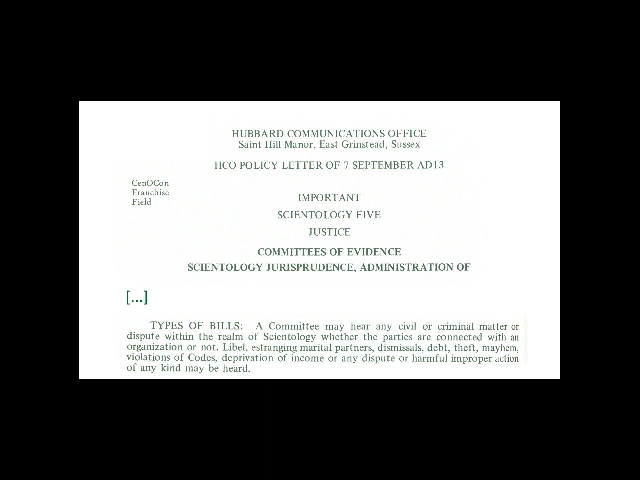 HUBBARD COMMUNICATIONS OFFICE
Saint Hill Manor, East Grinstead, Sussex
HCO POLICY LETTER OF 7 SEPTEMBER AD13
CenOCon
Franchise
Field
IMPORTANT
SCIENTOLOGY FIVE
JUSTICE
COMMITTEES OF EVIDENCE
SCIENTOLOGY JURISPRUDENCE, ADMINISTRATION OF
[...]
TYPES OF BILLS: A Committee may hear any civil or criminal matter or
dispute within the realm of Scientology whether the parties are connected with an
organization or not. Libel, estranging marital partners, dismissals, debt, theft, mayhem,
violations of Codes, deprivation of income or any dispute or harmful improper action
of any kind may be heard.